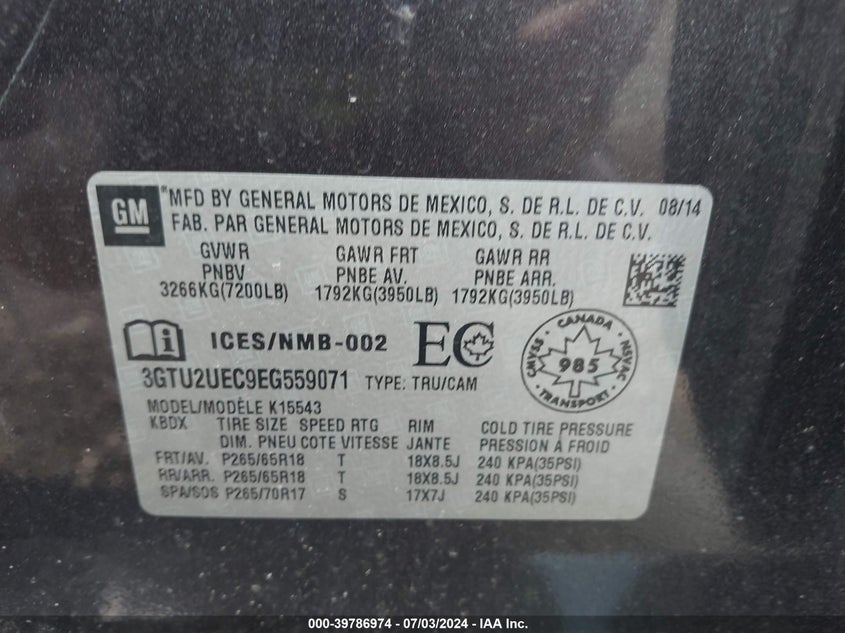 GM
MFD BY GENERAL MOTORS DE MEXICO, S. DE R.L. DE C.V. 08/14
FAB. PAR GENERAL MOTORS DE MEXICO, S. DE R.L. DE C.V.
GVWR GAWR FRT GAWR RR
PNBV PNBE AV. PNBE ARR.
3266KG(7200LB) 1792KG(3950LB) 1792KG(3950LB)
ICES/NMB-002 EC
CANADA
CMVSS 985 NSVAC
TRANSPORT
3GTU2UEC9EG559071 TYPE: TRU/CAM
MODEL/MODÈLE K15543
KBDX TIRE SIZE SPEED RTG RIM COLD TIRE PRESSURE
DIM. PNEU COTE VITESSE JANTE PRESSION À FROID
FRT/AV. P265/65R18 T 18X8.5J 240 KPA(35PSI)
RR/ARR. P265/65R18 T 18X8.5J 240 KPA(35PSI)
SPA/SOS P265/70R17 S 17X7J 240 KPA(35PSI)
000-39786974 / 07/03/2024 - IAA Inc.